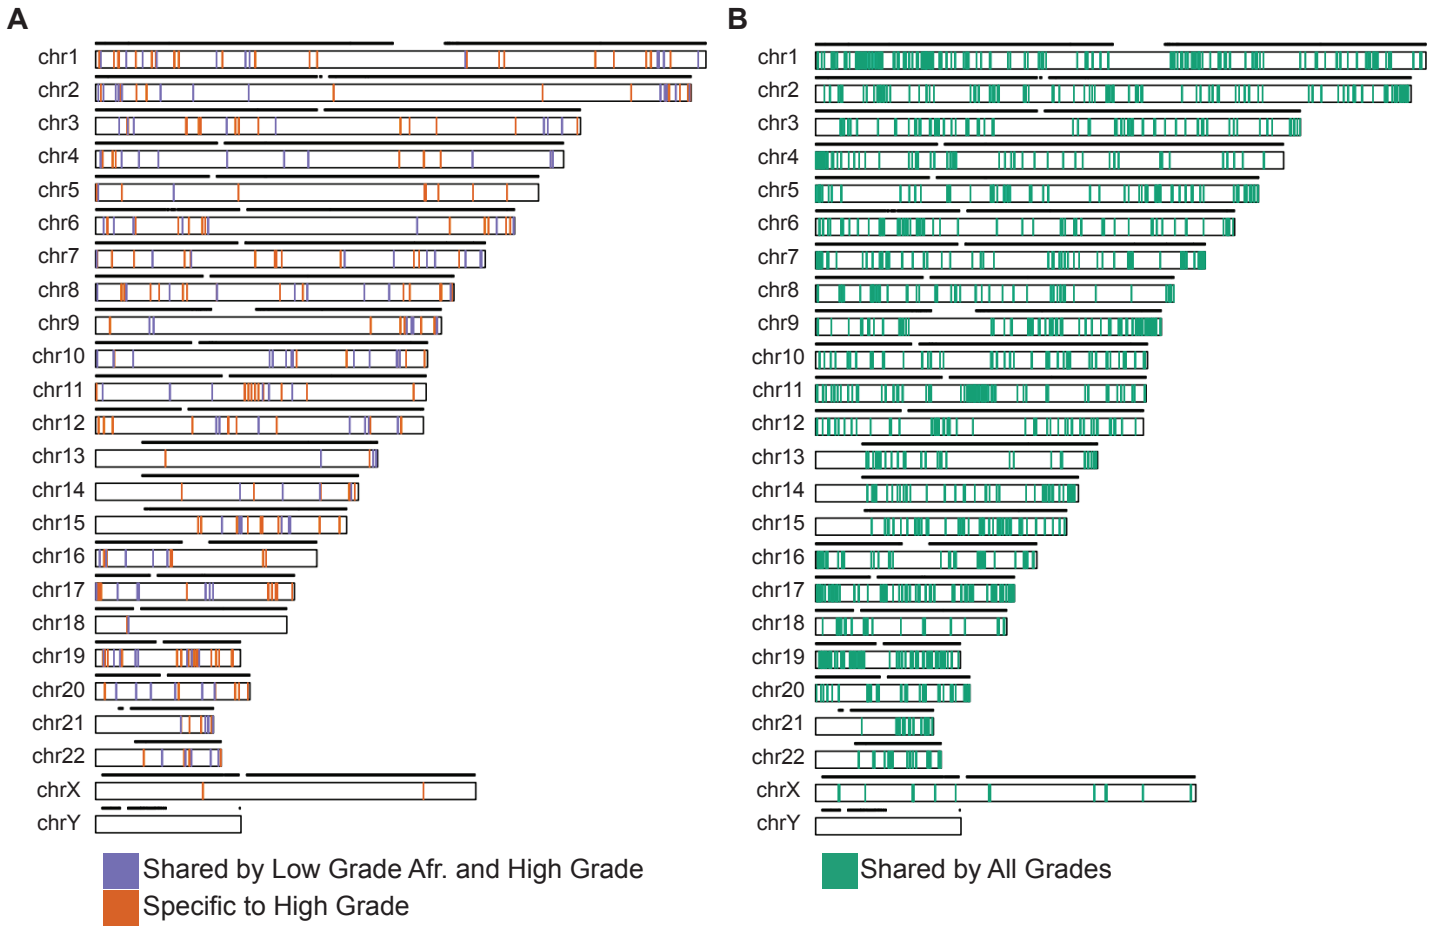 A
chr1
chr2
chr3
chr4
chr5
chr6
chr7
chr8
chr9
chr10
chr11
chr12
chr13
chr14
chr15
chr16
chr17
chr18
chr19
chr20
chr21
chr22
chrX
chrY
Shared by Low Grade Afr. and High Grade
Specific to High Grade
B
chr1
chr2
chr3
chr4
chr5
chr6
chr7
chr8
chr9
chr10
chr11
chr12
chr13
chr14
chr15
chr16
chr17
chr18
chr19
chr20
chr21
chr22
chrX
chrY
Shared by All Grades